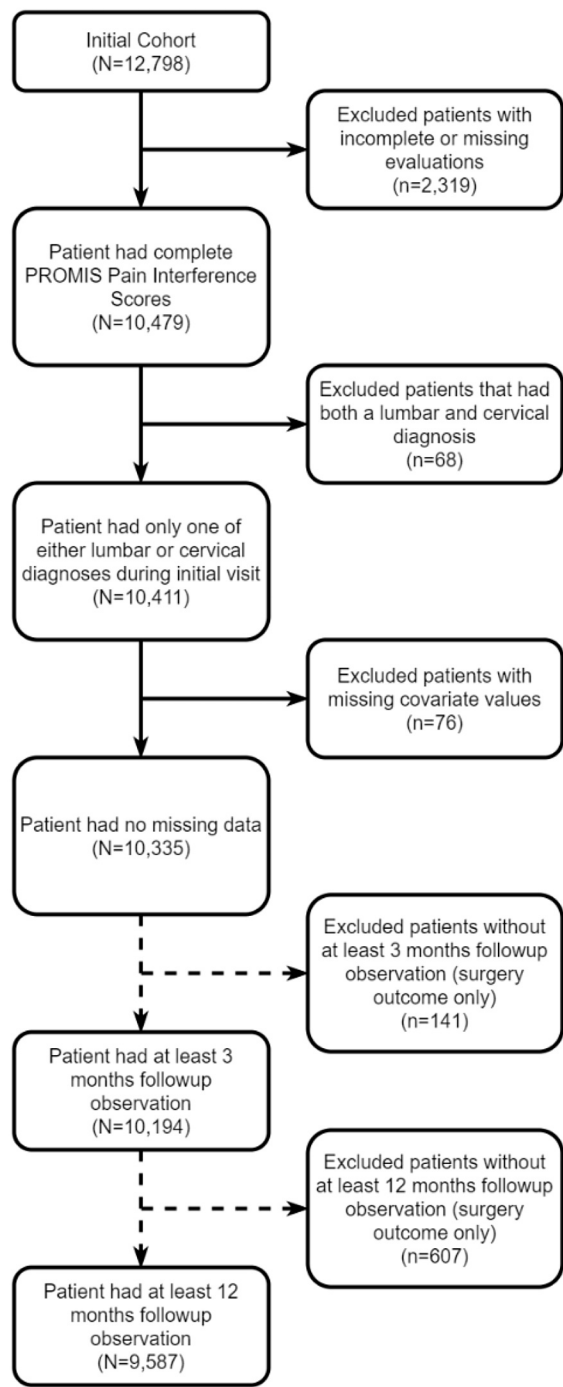 Initial Cohort
(N=12,798)
Excluded patients with
incomplete or missing
evaluations
(n=2,319)
Patient had complete
PROMIS Pain Interference
Scores
(N=10,479)
Excluded patients that had
both a lumbar and cervical
diagnosis
(n=68)
Patient had only one of
either lumbar or cervical
diagnoses during initial visit
(N=10,411)
Excluded patients with
missing covariate values
(n=76)
Patient had no missing data
(N=10,335)
Excluded patients without
at least 3 months followup
observation (surgery
outcome only)
(n=141)
Patient had at least 3
months followup
observation
(N=10,194)
Excluded patients without
at least 12 months followup
observation (surgery
outcome only)
(n=607)
Patient had at least 12
months followup
observation
(N=9,587)